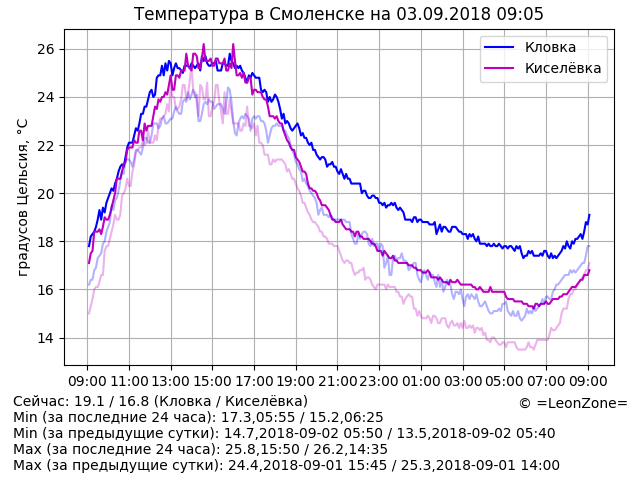 Температура в Смоленске на 03.09.2018 09:05
градусов Цельсия, °C
26
24
22
20
18
16
14
Кловка
Киселёвка
09:00 11:00 13:00 15:00 17:00 19:00 21:00 23:00 01:00 03:00 05:00 07:00 09:00
Сейчас: 19.1 / 16.8 (Кловка / Киселёвка)
© =LeonZone=
Min (за последние 24 часа): 17.3,05:55 / 15.2,06:25
Min (за предыдущие сутки): 14.7,2018-09-02 05:50 / 13.5,2018-09-02 05:40
Max (за последние 24 часа): 25.8,15:50 / 26.2,14:35
Max (за предыдущие сутки): 24.4,2018-09-01 15:45 / 25.3,2018-09-01 14:00